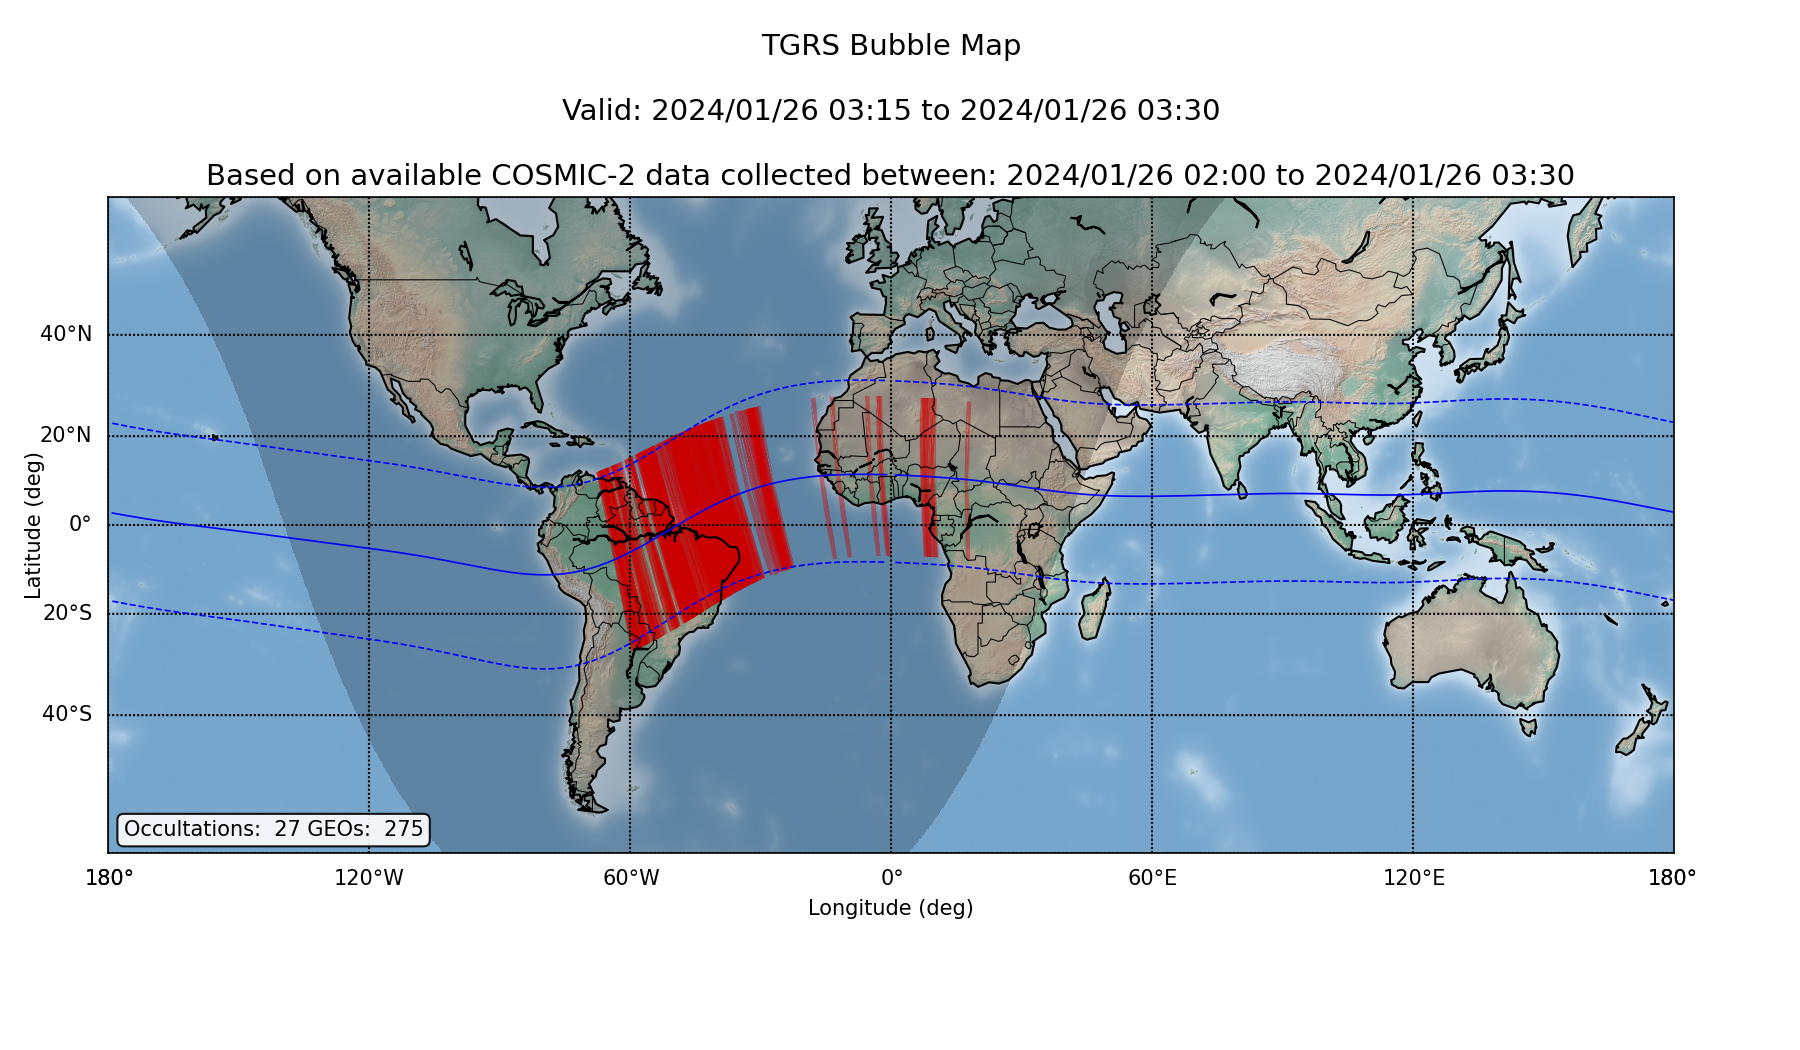 TGRS Bubble Map
Valid: 2024/01/26 03:15 to 2024/01/26 03:30
Based on available COSMIC-2 data collected between: 2024/01/26 02:00 to 2024/01/26 03:30
40°N
20°N
0°
20°S
40°S
Latitude (deg)
Occultations:  27 GEOs:  275
180° 120°W 60°W 0° 60°E 120°E 180°
Longitude (deg)